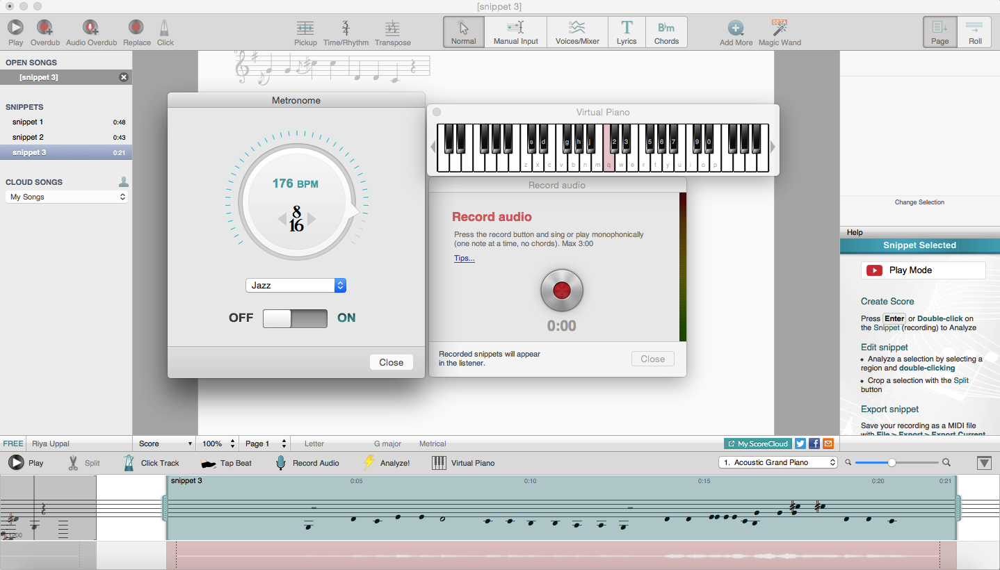 [snippet 3]
Play
Overdub
Audio Overdub
Replace
Click
Pickup
3
4
Time/Rhythm
Transpose
Normal
Manual Input
Voices/Mixer
T
Lyrics
B♭m
Chords
Add More
BETA
Magic Wand
Page
Roll
OPEN SONGS
[snippet 3]
SNIPPETS
snippet 1 0:48
snippet 2 0:43
snippet 3 0:21
CLOUD SONGS
My Songs
Metronome
176 BPM
8
16
Jazz
OFF ON
Close
Virtual Piano
s d g h j 2 3 5 6 7 9 0
z x c v b n m q w e r t y u i o p
Record audio
Record audio
Press the record button and sing or play monophonically
(one note at a time, no chords). Max 3:00
Tips...
0:00
Recorded snippets will appear
in the listener.
Close
Change Selection
Help
Snippet Selected
Play Mode
Create Score
Press Enter or Double-click on
the Snippet (recording) to Analyze
Edit snippet
• Analyze a selection by selecting a
region and double-clicking
• Crop a selection with the Split
button
Export snippet
Save your recording as a MIDI file
with File > Export > Export Current
FREE Riya Uppal Score 100% Page 1 Letter G major Metrical My ScoreCloud
Play Split Click Track Tap Beat Record Audio Analyze! Virtual Piano 1. Acoustic Grand Piano
snippet 3 0:05 0:10 0:15 0:20 0:21